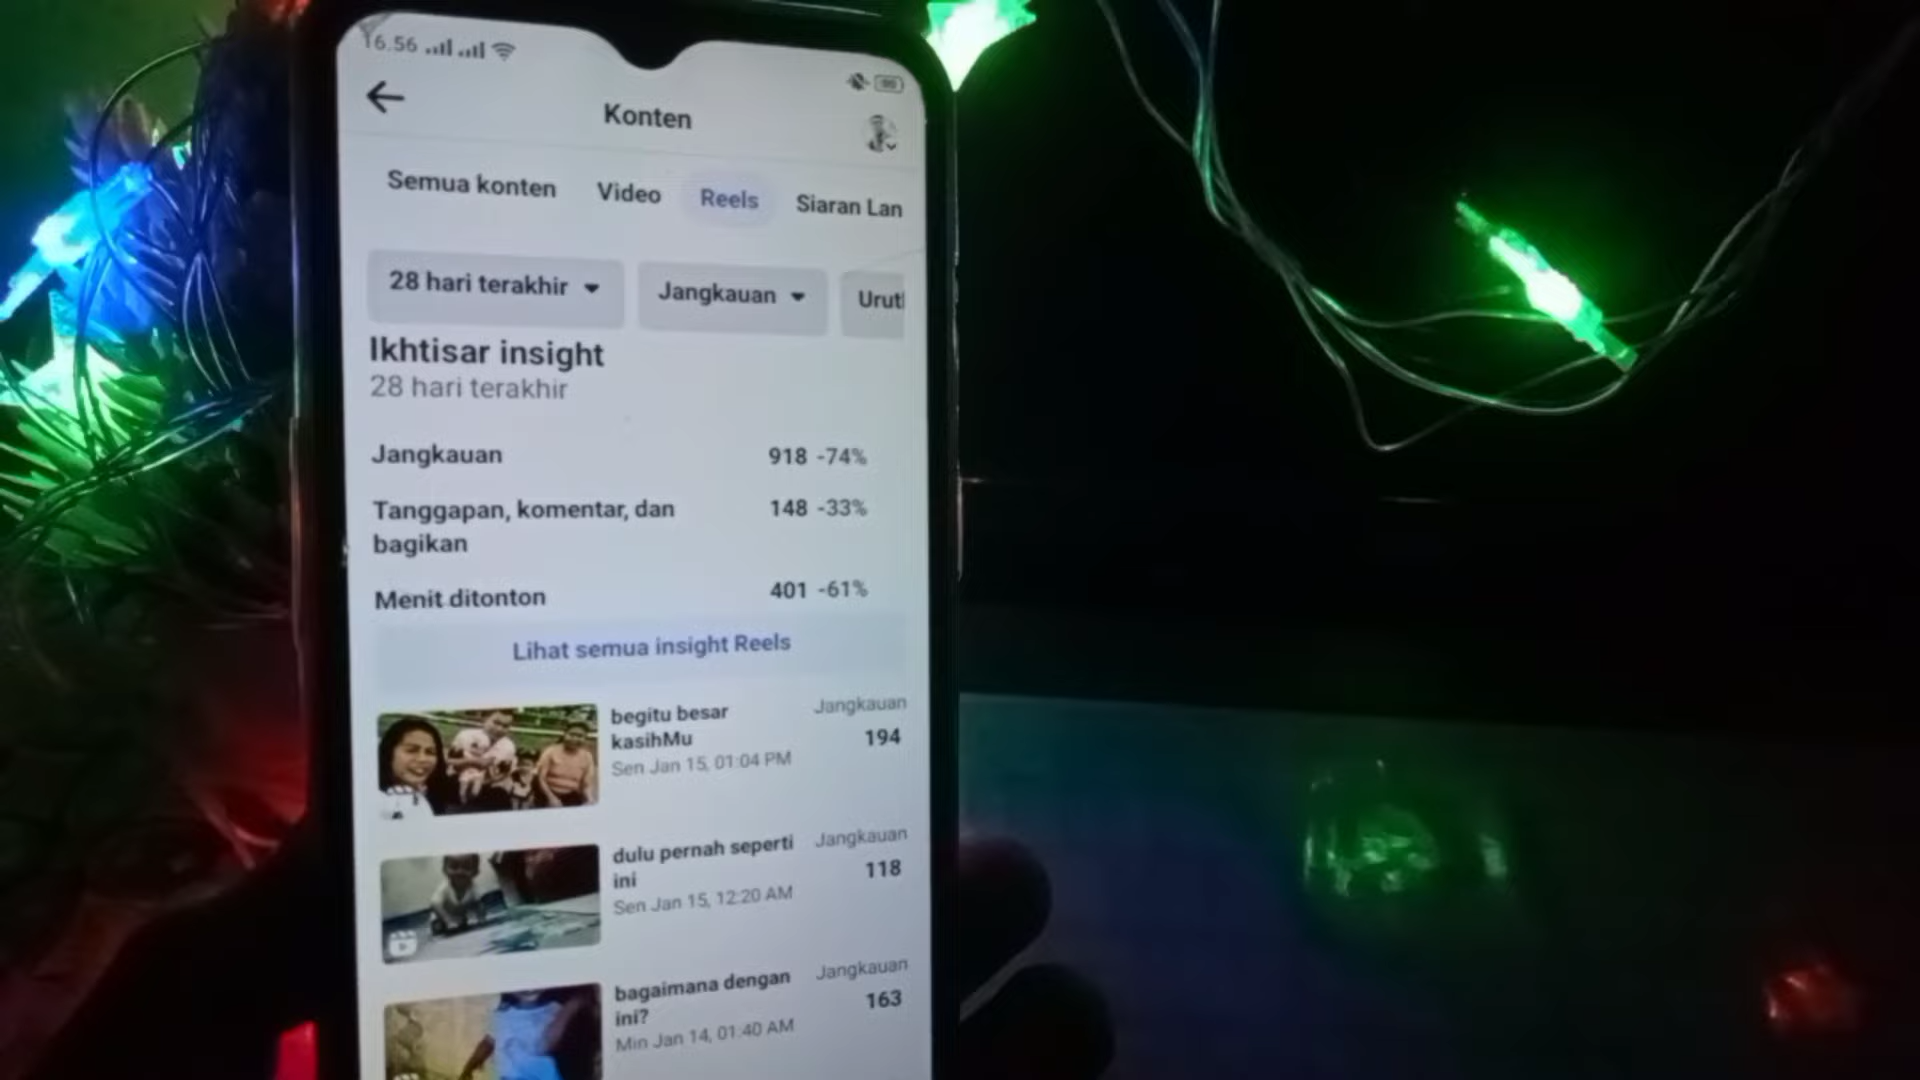 16.56
Konten
Semua konten Video Reels Siaran Lan
28 hari terakhir Jangkauan Urut
Ikhtisar insight
28 hari terakhir
Jangkauan 918 -74%
Tanggapan, komentar, dan 148 -33%
bagikan
Menit ditonton 401 -61%
Lihat semua insight Reels
begitu besar Jangkauan
kasihMu 194
Sen Jan 15, 01:04 PM
dulu pernah seperti Jangkauan
ini 118
Sen Jan 15, 12:20 AM
bagaimana dengan Jangkauan
ini? 163
Min Jan 14, 01:40 AM